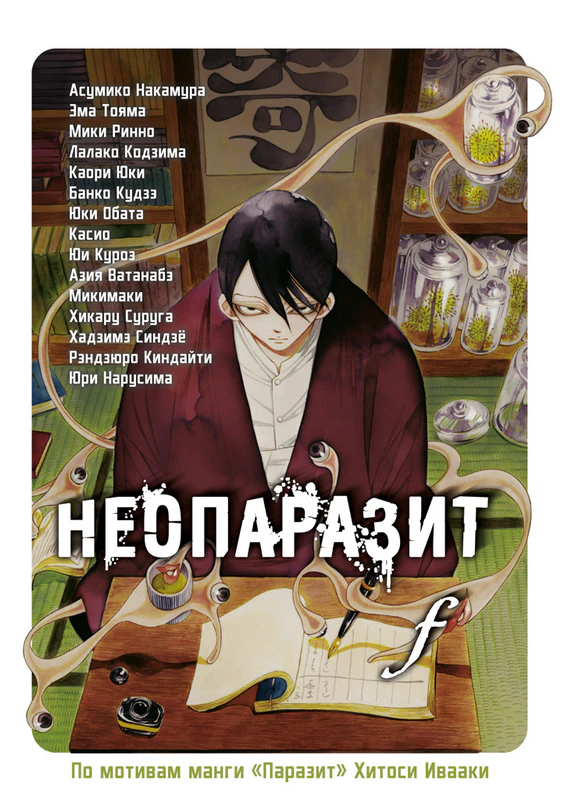 Асумико Накамура
Эма Тояма
Мики Ринно
Лалако Кодзима
Каори Юки
Банко Кудзэ
Юки Обата
Касио
Юи Куроэ
Азия Ватанабэ
Микимаки
Хикару Суруга
Хадзимэ Синдзё
Рэндзюро Киндайти
Юри Нарусима
НЕОПАРАЗИТ
f
По мотивам манги «Паразит» Хитоси Иваaки